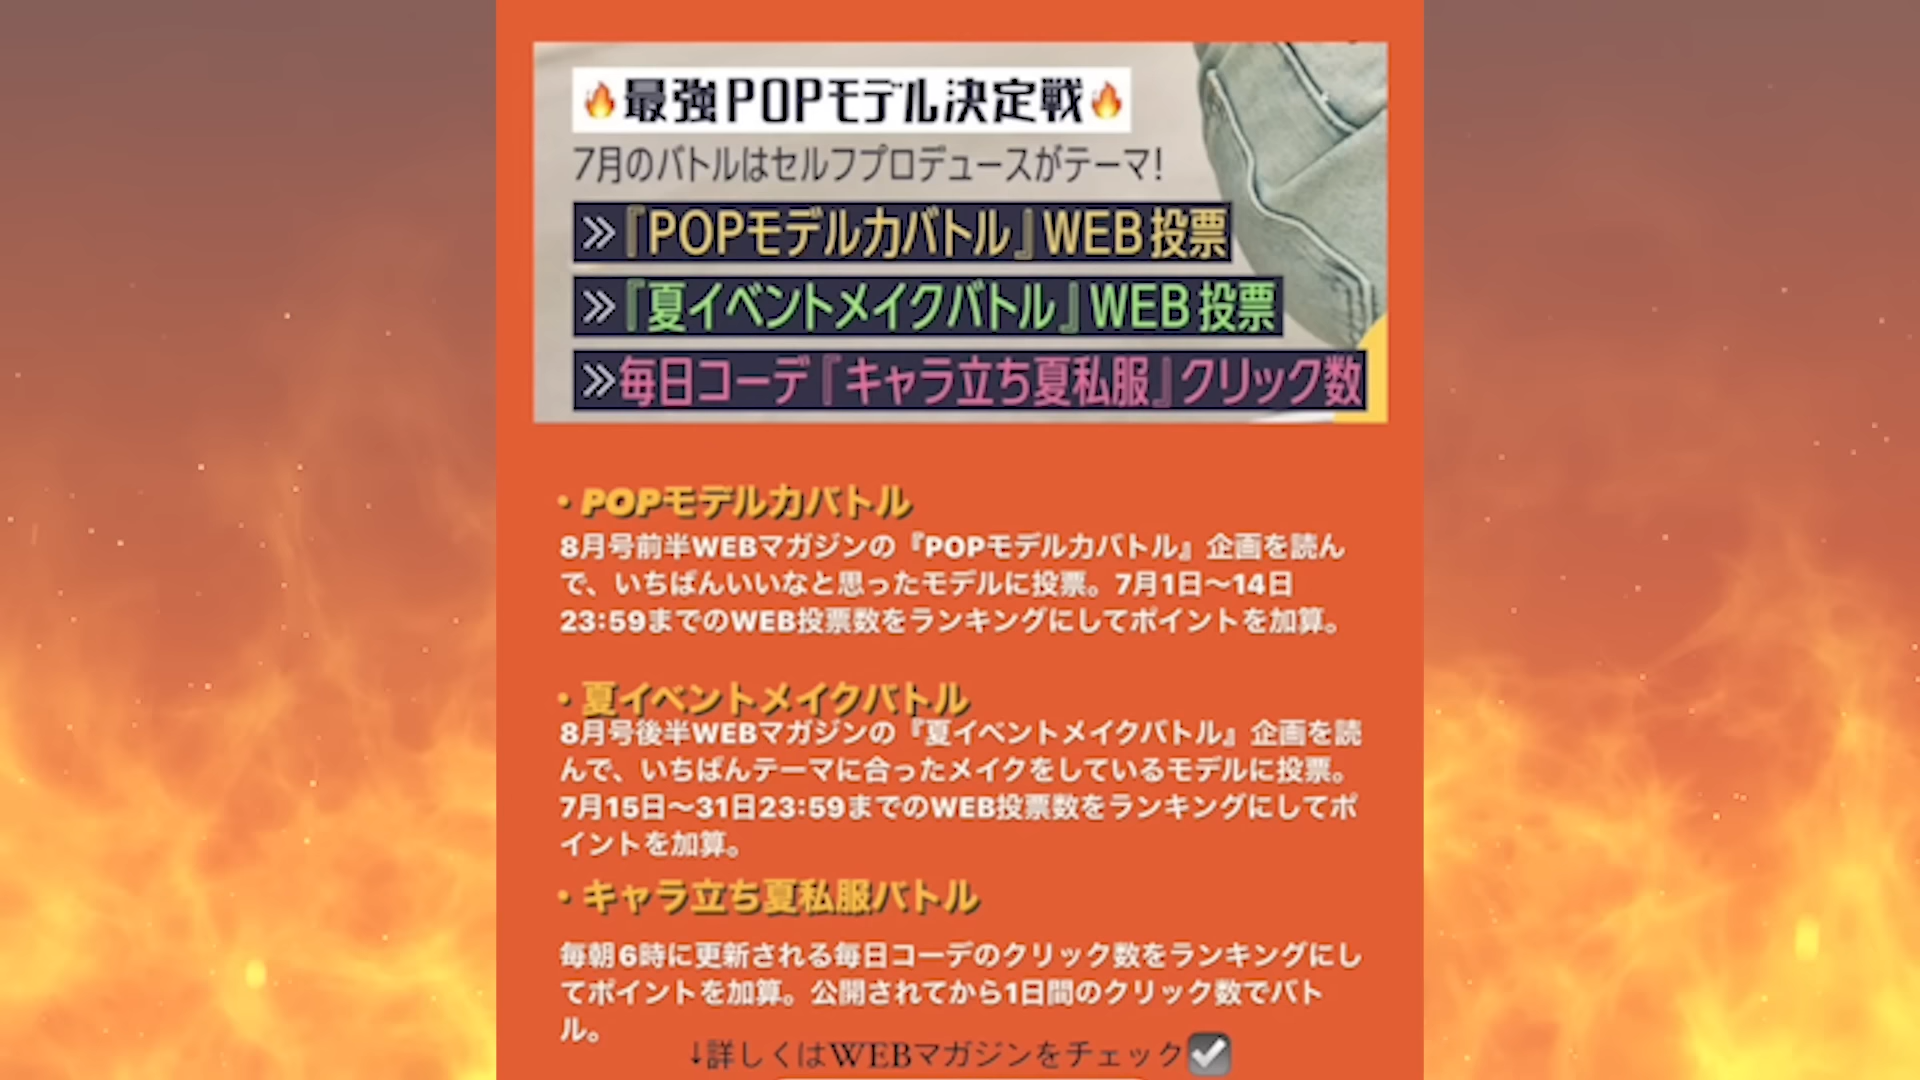 🔥最強POPモデル決定戦🔥
7月のバトルはセルフプロデュースがテーマ!
≫『POPモデル力バトル』WEB投票
≫『夏イベントメイクバトル』WEB投票
≫毎日コーデ『キャラ立ち夏私服』クリック数
・POPモデル力バトル
8月号前半WEBマガジンの『POPモデル力バトル』企画を読ん
で、いちばんいいなと思ったモデルに投票。7月1日〜14日
23:59までのWEB投票数をランキングにしてポイントを加算。
・夏イベントメイクバトル
8月号後半WEBマガジンの『夏イベントメイクバトル』企画を読
んで、いちばんテーマに合ったメイクをしているモデルに投票。
7月15日〜31日23:59までのWEB投票数をランキングにしてポ
イントを加算。
・キャラ立ち夏私服バトル
毎朝6時に更新される毎日コーデのクリック数をランキングにし
てポイントを加算。公開されてから1日間のクリック数でバト
ル。
↓詳しくはWEBマガジンをチェック☑